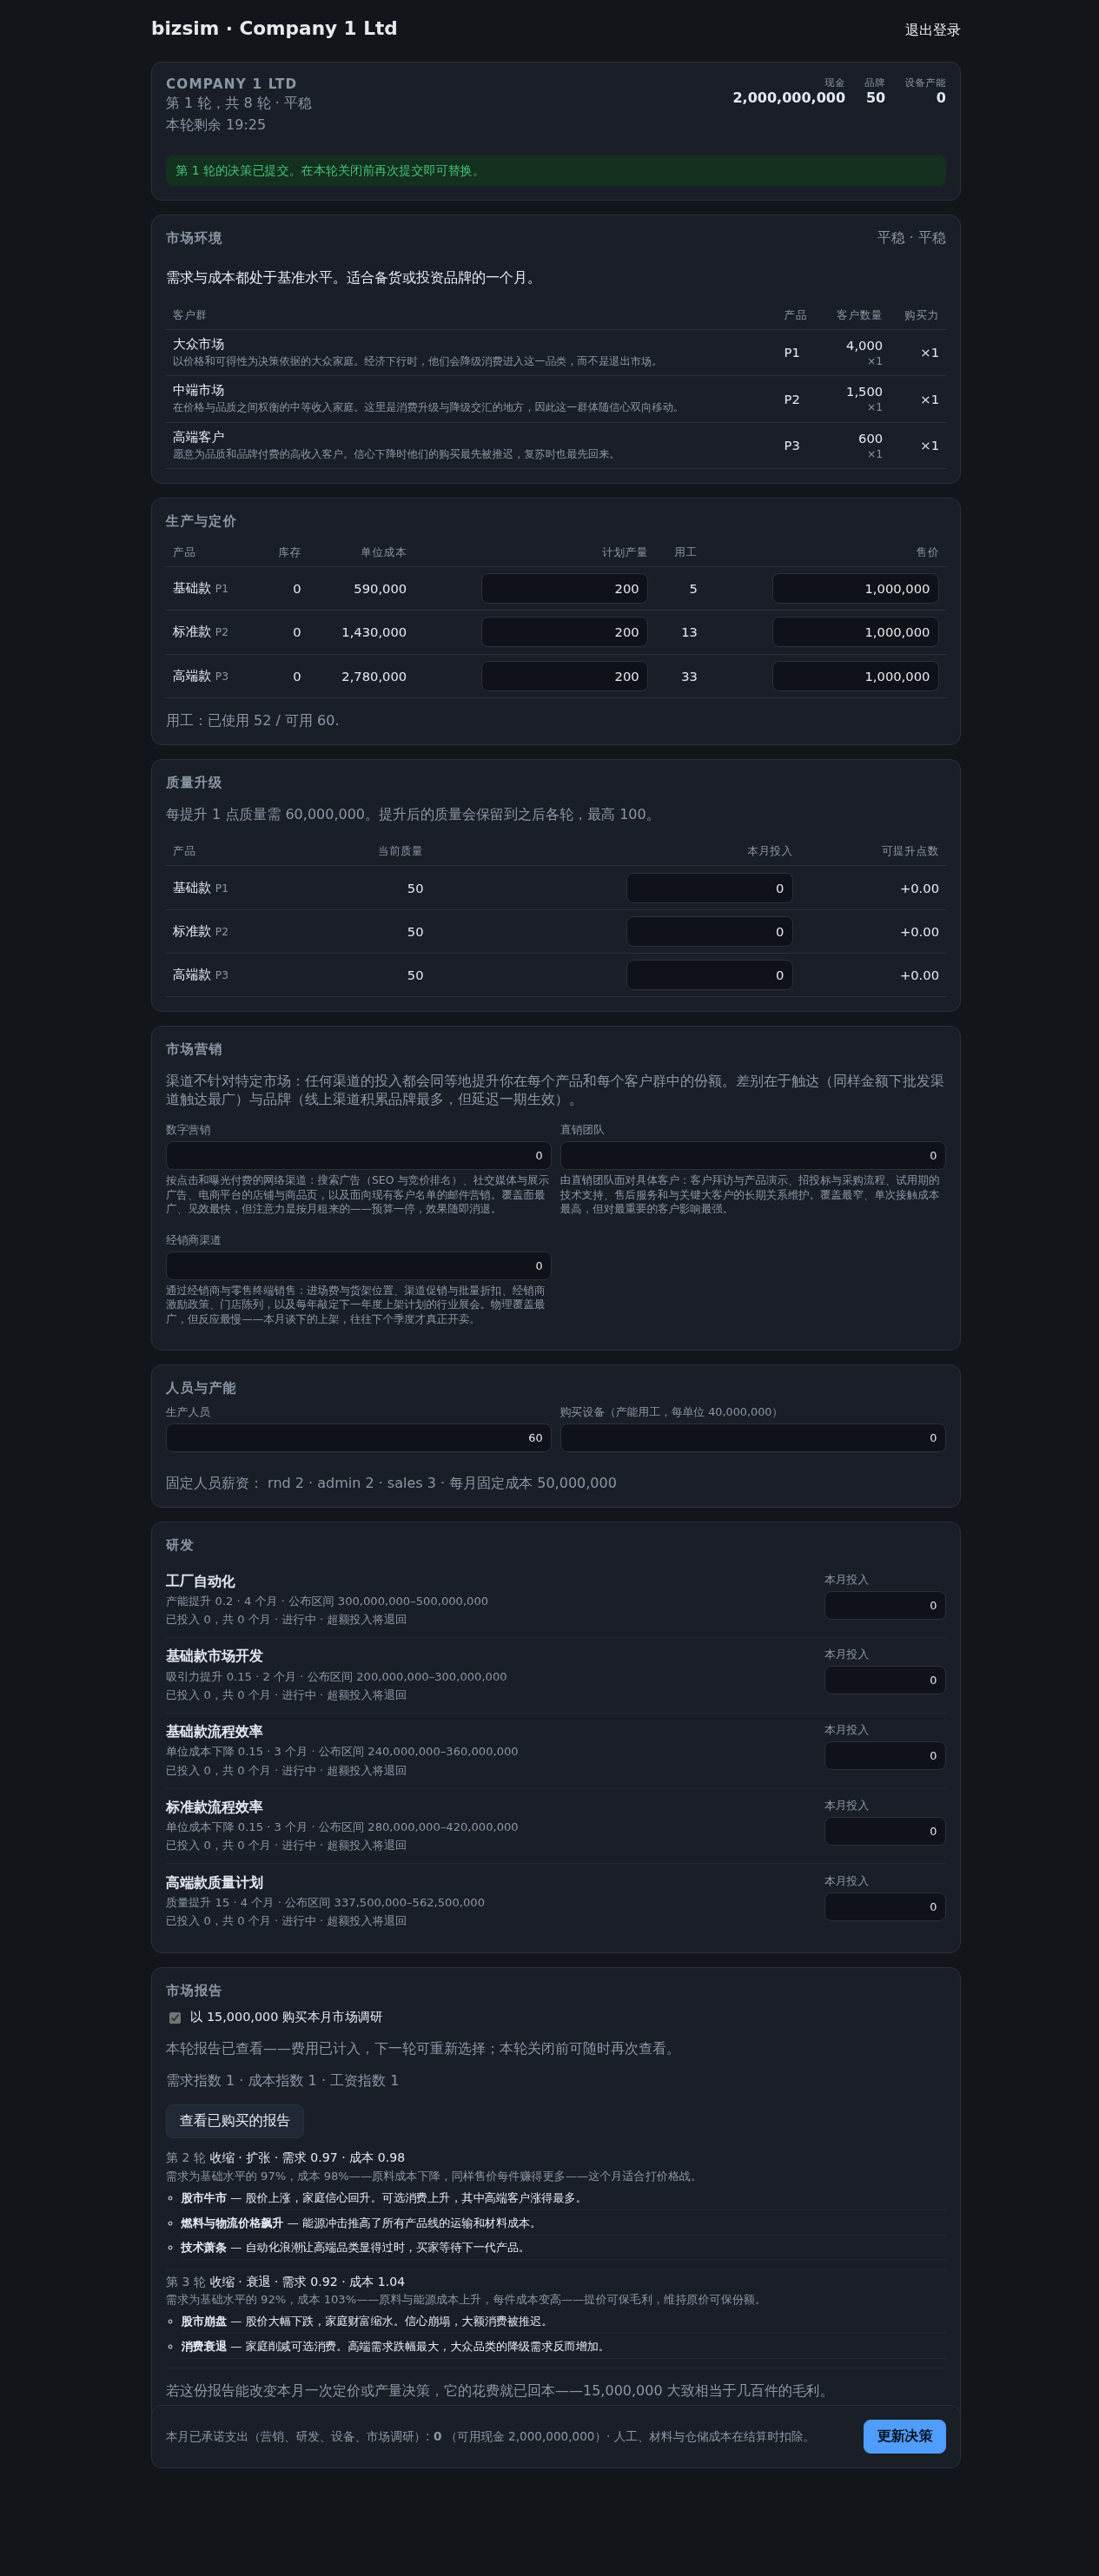 bizsim · Company 1 Ltd
退出登录
COMPANY 1 LTD
第 1 轮，共 8 轮 · 平稳
本轮剩余 19:25
现金 品牌 设备产能
2,000,000,000 50 0
第 1 轮的决策已提交。在本轮关闭前再次提交即可替换。
市场环境
平稳 · 平稳
需求与成本都处于基准水平。适合备货或投资品牌的一个月。
客户群 产品 客户数量 购买力
大众市场
以价格和可得性为决策依据的大众家庭。经济下行时，他们会降级消费进入这一品类，而不是退出市场。
P1 4,000 ×1 ×1
中端市场
在价格与品质之间权衡的中等收入家庭。这里是消费升级与降级交汇的地方，因此这一群体随信心双向移动。
P2 1,500 ×1 ×1
高端客户
愿意为品质和品牌付费的高收入客户。信心下降时他们的购买最先被推迟，复苏时也最先回来。
P3 600 ×1 ×1
生产与定价
产品 库存 单位成本 计划产量 用工 售价
基础款 P1 0 590,000 200 5 1,000,000
标准款 P2 0 1,430,000 200 13 1,000,000
高端款 P3 0 2,780,000 200 33 1,000,000
用工：已使用 52 / 可用 60.
质量升级
每提升 1 点质量需 60,000,000。提升后的质量会保留到之后各轮，最高 100。
产品 当前质量 本月投入 可提升点数
基础款 P1 50 0 +0.00
标准款 P2 50 0 +0.00
高端款 P3 50 0 +0.00
市场营销
渠道不针对特定市场：任何渠道的投入都会同等地提升你在每个产品和每个客户群中的份额。差别在于触达（同样金额下批发渠
道触达最广）与品牌（线上渠道积累品牌最多，但延迟一期生效）。
数字营销
0
按点击和曝光付费的网络渠道：搜索广告（SEO 与竞价排名）、社交媒体与展示
广告、电商平台的店铺与商品页，以及面向现有客户名单的邮件营销。覆盖面最
广、见效最快，但注意力是按月租来的——预算一停，效果随即消退。
直销团队
0
由直销团队面对具体客户：客户拜访与产品演示、招投标与采购流程、试用期的
技术支持、售后服务和与关键大客户的长期关系维护。覆盖最窄、单次接触成本
最高，但对最重要的客户影响最强。
经销商渠道
0
通过经销商与零售终端销售：进场费与货架位置、渠道促销与批量折扣、经销商
激励政策、门店陈列，以及每年敲定下一年度上架计划的行业展会。物理覆盖最
广，但反应最慢——本月谈下的上架，往往下个季度才真正开卖。
人员与产能
生产人员
60
购买设备（产能用工，每单位 40,000,000）
0
固定人员薪资： rnd 2 · admin 2 · sales 3 · 每月固定成本 50,000,000
研发
工厂自动化
产能提升 0.2 · 4 个月 · 公布区间 300,000,000–500,000,000
已投入 0，共 0 个月 · 进行中 · 超额投入将退回
本月投入
0
基础款市场开发
吸引力提升 0.15 · 2 个月 · 公布区间 200,000,000–300,000,000
已投入 0，共 0 个月 · 进行中 · 超额投入将退回
本月投入
0
基础款流程效率
单位成本下降 0.15 · 3 个月 · 公布区间 240,000,000–360,000,000
已投入 0，共 0 个月 · 进行中 · 超额投入将退回
本月投入
0
标准款流程效率
单位成本下降 0.15 · 3 个月 · 公布区间 280,000,000–420,000,000
已投入 0，共 0 个月 · 进行中 · 超额投入将退回
本月投入
0
高端款质量计划
质量提升 15 · 4 个月 · 公布区间 337,500,000–562,500,000
已投入 0，共 0 个月 · 进行中 · 超额投入将退回
本月投入
0
市场报告
以 15,000,000 购买本月市场调研
本轮报告已查看——费用已计入，下一轮可重新选择；本轮关闭前可随时再次查看。
需求指数 1 · 成本指数 1 · 工资指数 1
查看已购买的报告
第 2 轮 收缩 · 扩张 · 需求 0.97 · 成本 0.98
需求为基础水平的 97%，成本 98%——原料成本下降，同样售价每件赚得更多——这个月适合打价格战。
股市牛市 — 股价上涨，家庭信心回升。可选消费上升，其中高端客户涨得最多。
燃料与物流价格飙升 — 能源冲击推高了所有产品线的运输和材料成本。
技术萧条 — 自动化浪潮让高端品类显得过时，买家等待下一代产品。
第 3 轮 收缩 · 衰退 · 需求 0.92 · 成本 1.04
需求为基础水平的 92%，成本 103%——原料与能源成本上升，每件成本变高——提价可保毛利，维持原价可保份额。
股市崩盘 — 股价大幅下跌，家庭财富缩水。信心崩塌，大额消费被推迟。
消费衰退 — 家庭削减可选消费。高端需求跌幅最大，大众品类的降级需求反而增加。
若这份报告能改变本月一次定价或产量决策，它的花费就已回本——15,000,000 大致相当于几百件的毛利。
本月已承诺支出（营销、研发、设备、市场调研）: 0 （可用现金 2,000,000,000）· 人工、材料与仓储成本在结算时扣除。
更新决策